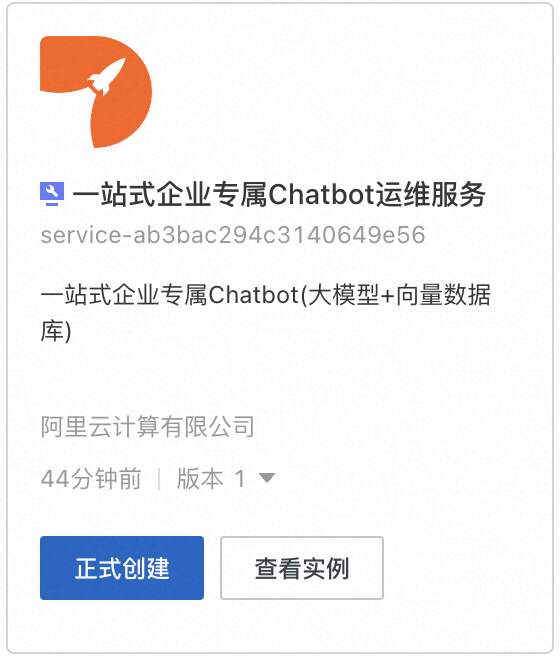 一站式企业专属Chatbot运维服务
service-ab3bac294c3140649e56
一站式企业专属Chatbot(大模型+向量数据
库)
阿里云计算有限公司
44分钟前 | 版本 1
正式创建 查看实例